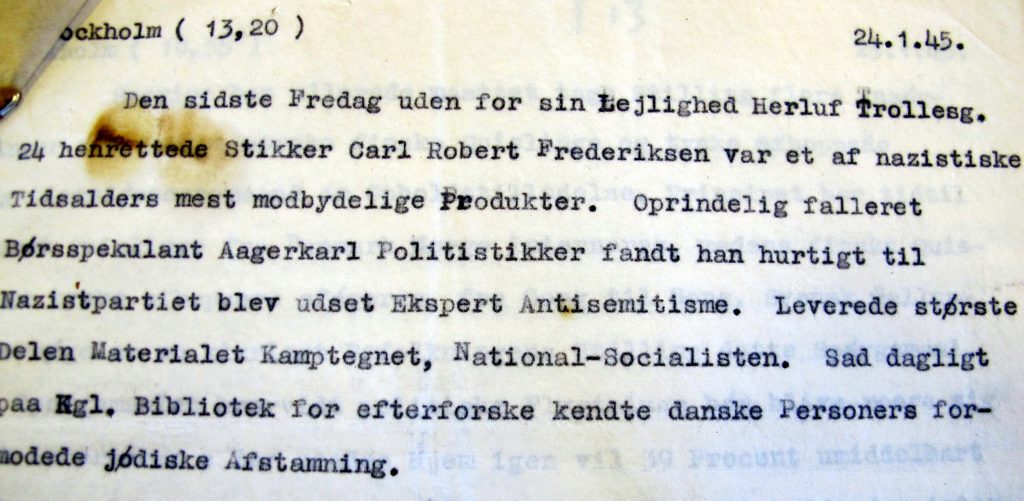 ockholm ( 13,20 )
24.1.45.
Den sidste Fredag uden for sin Lejlighed Herluf Trollesg.
24 henrettede Stikker Carl Robert Frederiksen var et af nazistiske
Tidsalders mest modbydelige Produkter. Oprindelig falleret
Børsspekulant Aagerkarl Politistikker fandt han hurtigt til
Nazistpartiet blev udset Ekspert Antisemitisme. Leverede største
Delen Materialet Kamptegnet, National-Socialisten. Sad dagligt
paa Kgl. Bibliotek for efterforske kendte danske Personers for-
modede jødiske Afstamning.